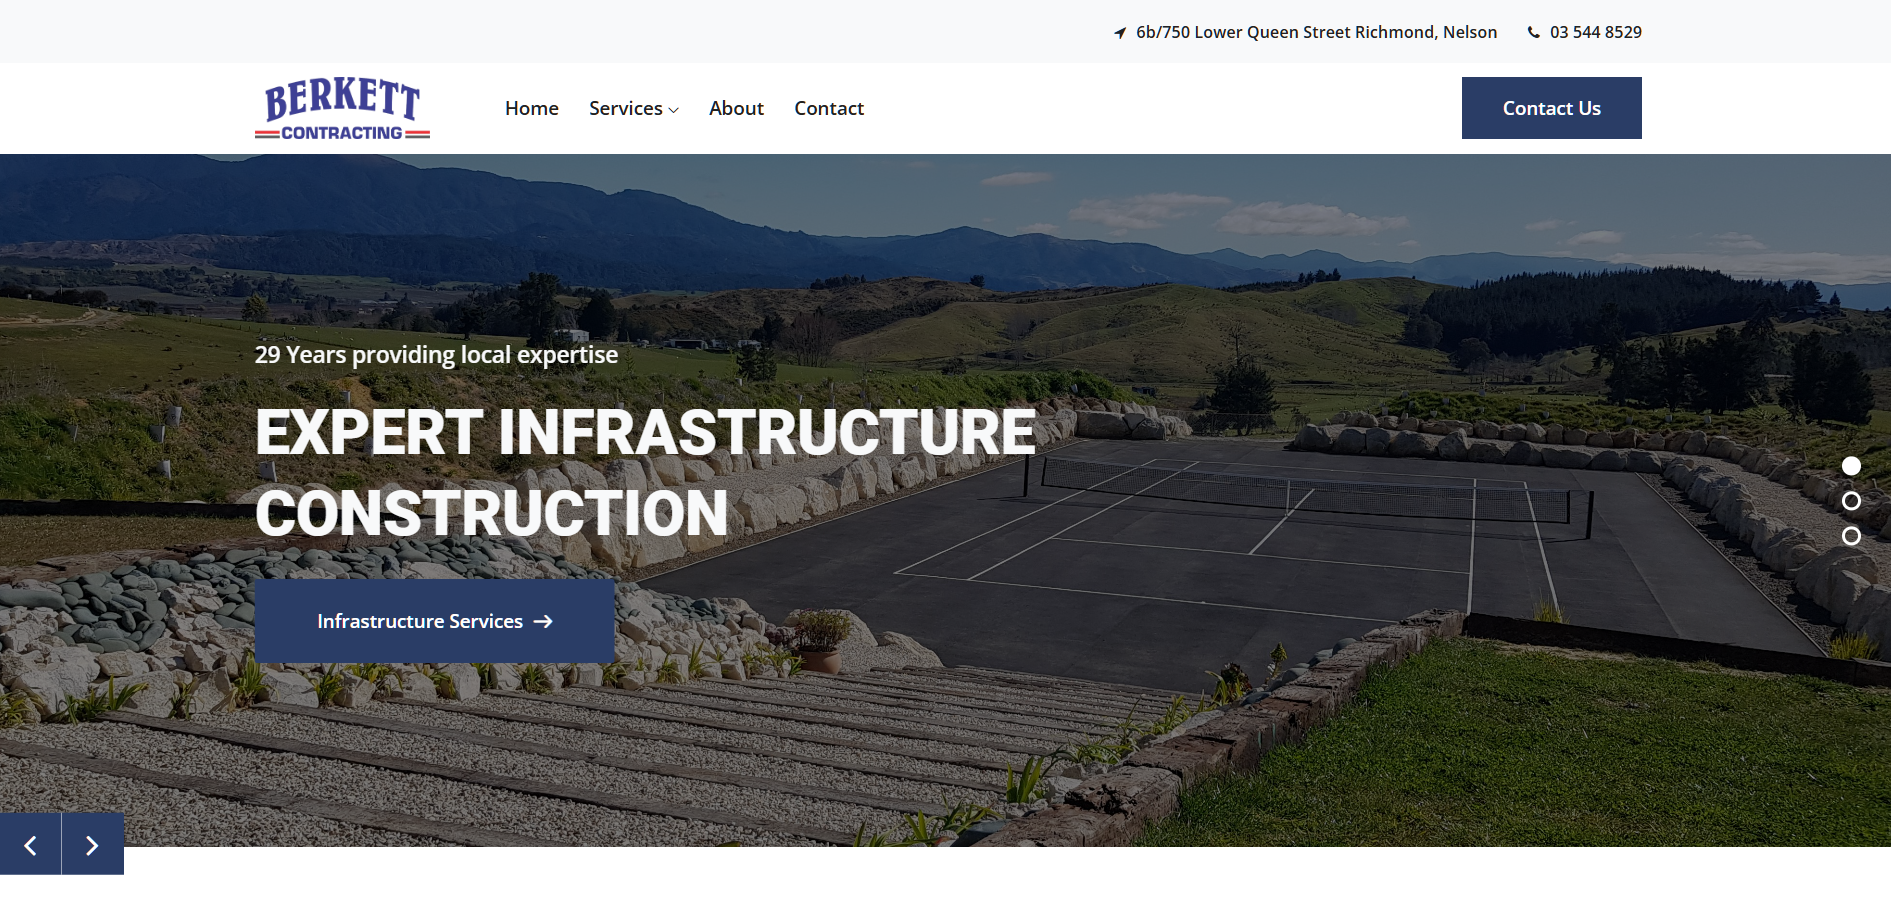 6b/750 Lower Queen Street Richmond, Nelson
03 544 8529
BERKETT
CONTRACTING
Home
Services
About
Contact
Contact Us
29 Years providing local expertise
EXPERT INFRASTRUCTURE
CONSTRUCTION
Infrastructure Services